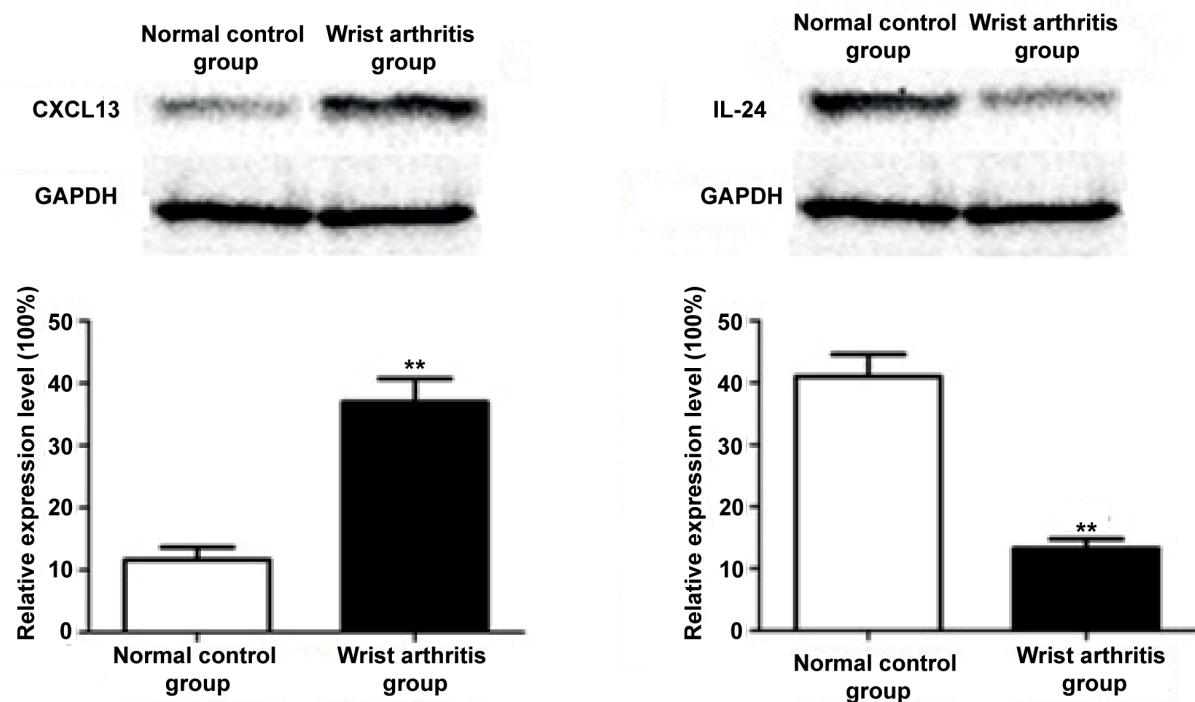 Normal control group
Wrist arthritis group
CXCL13
GAPDH
Relative expression level (100%)
50
40
30
20
10
0
**
Normal control group
Wrist arthritis group
Normal control group
Wrist arthritis group
IL-24
GAPDH
Relative expression level (100%)
50
40
30
20
10
0
**
Normal control group
Wrist arthritis group